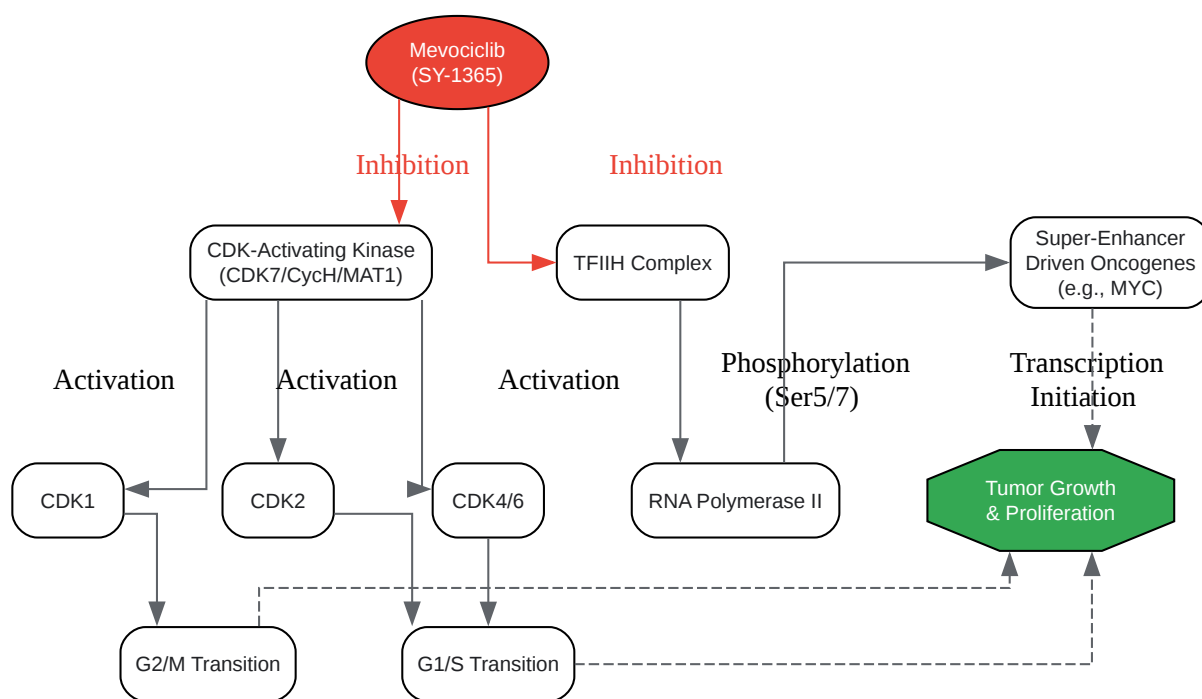 Mevociclib
(SY-1365)
Inhibition
Inhibition
CDK-Activating Kinase
(CDK7/CycH/MAT1)
TFIIH Complex
Super-Enhancer
Driven Oncogenes
(e.g., MYC)
Activation
Activation
Activation
Phosphorylation
(Ser5/7)
Transcription
Initiation
CDK1
CDK2
CDK4/6
RNA Polymerase II
Tumor Growth
& Proliferation
G2/M Transition
G1/S Transition